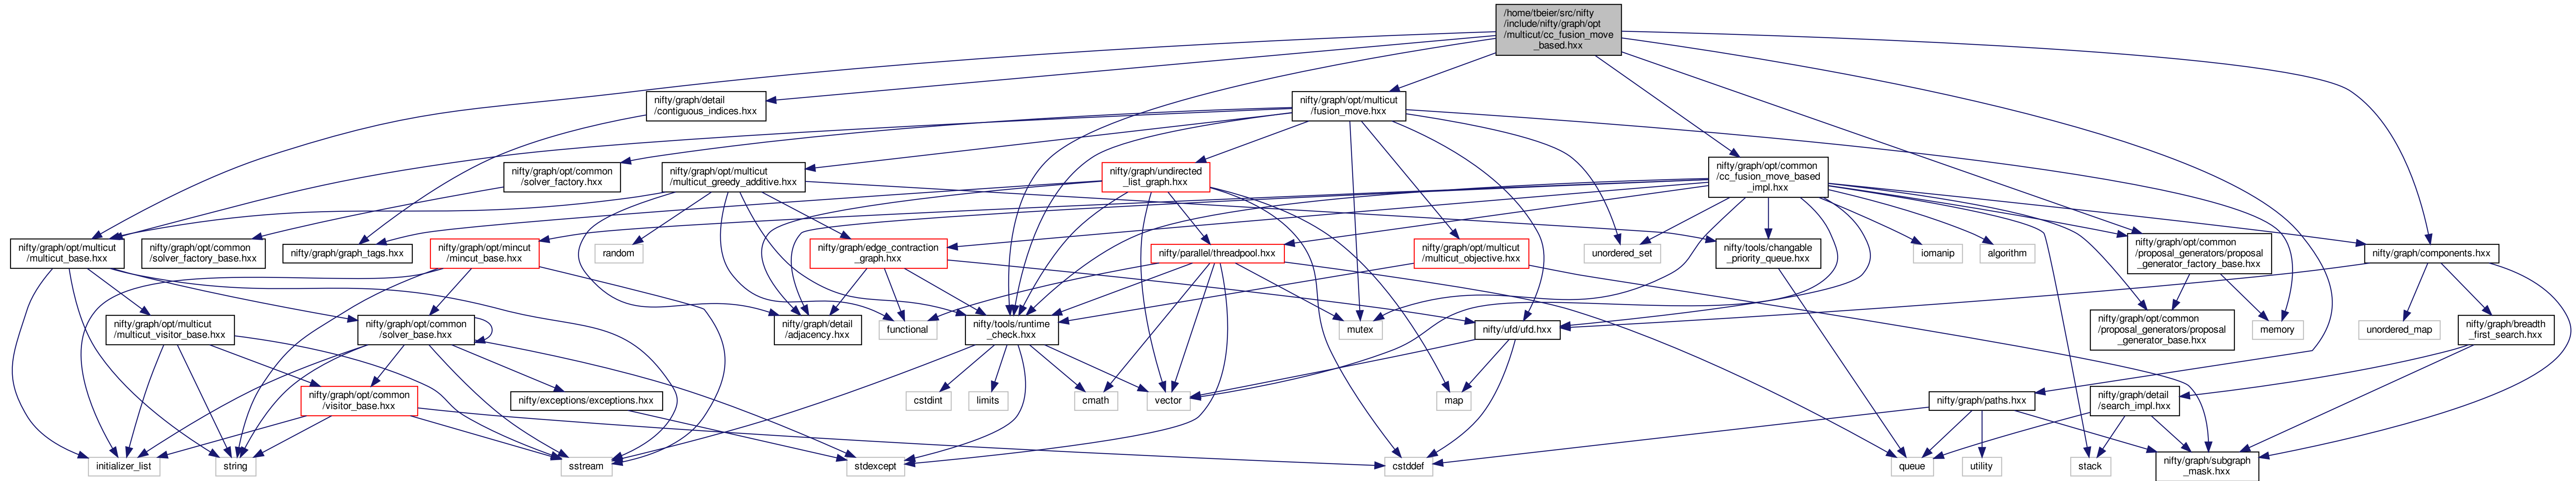 /home/tbeier/src/nifty
/include/nifty/graph/opt
/multicut/cc_fusion_move
_based.hxx
nifty/graph/detail
/contiguous_indices.hxx
nifty/graph/opt/multicut
/fusion_move.hxx
nifty/graph/opt/common
/solver_factory.hxx
nifty/graph/opt/multicut
/multicut_greedy_additive.hxx
nifty/graph/undirected
_list_graph.hxx
nifty/graph/opt/common
/cc_fusion_move_based
_impl.hxx
nifty/graph/opt/multicut
/multicut_base.hxx
nifty/graph/opt/common
/solver_factory_base.hxx
nifty/graph/graph_tags.hxx
nifty/graph/opt/mincut
/mincut_base.hxx
random
nifty/graph/edge_contraction
_graph.hxx
nifty/parallel/threadpool.hxx
nifty/graph/opt/multicut
/multicut_objective.hxx
unordered_set
nifty/tools/changable
_priority_queue.hxx
iomanip
algorithm
nifty/graph/opt/common
/proposal_generators/proposal
_generator_factory_base.hxx
nifty/graph/components.hxx
nifty/graph/opt/multicut
/multicut_visitor_base.hxx
nifty/graph/opt/common
/solver_base.hxx
nifty/graph/detail
/adjacency.hxx
functional
nifty/tools/runtime
_check.hxx
mutex
nifty/ufd/ufd.hxx
nifty/graph/opt/common
/proposal_generators/proposal
_generator_base.hxx
memory
unordered_map
nifty/graph/breadth
_first_search.hxx
nifty/graph/opt/common
/visitor_base.hxx
nifty/exceptions/exceptions.hxx
cstdint
limits
cmath
vector
map
nifty/graph/paths.hxx
nifty/graph/detail
/search_impl.hxx
initializer_list
string
sstream
stdexcept
cstddef
queue
utility
stack
nifty/graph/subgraph
_mask.hxx